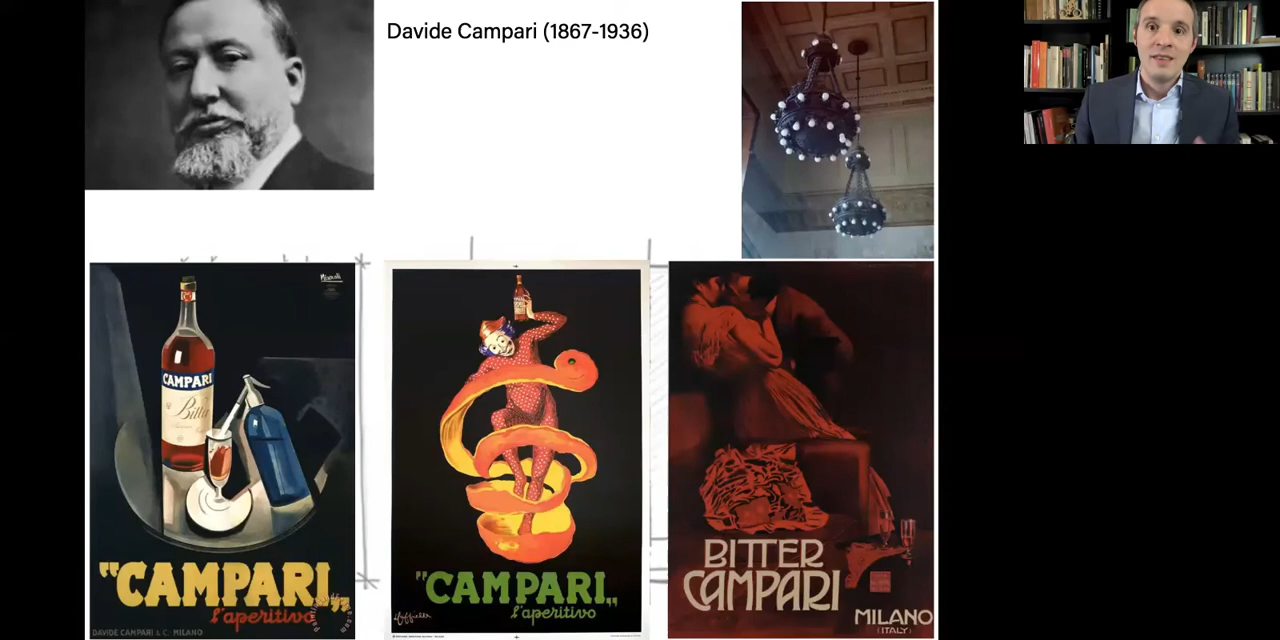 Davide Campari (1867-1936)
CAMPARI
Bitter
"CAMPARI„
l'aperitivo
DAVIDE CAMPARI & C: MILANO
"CAMPARI„
l'aperitivo
BITTER
CAMPARI
MILANO
(ITALY)